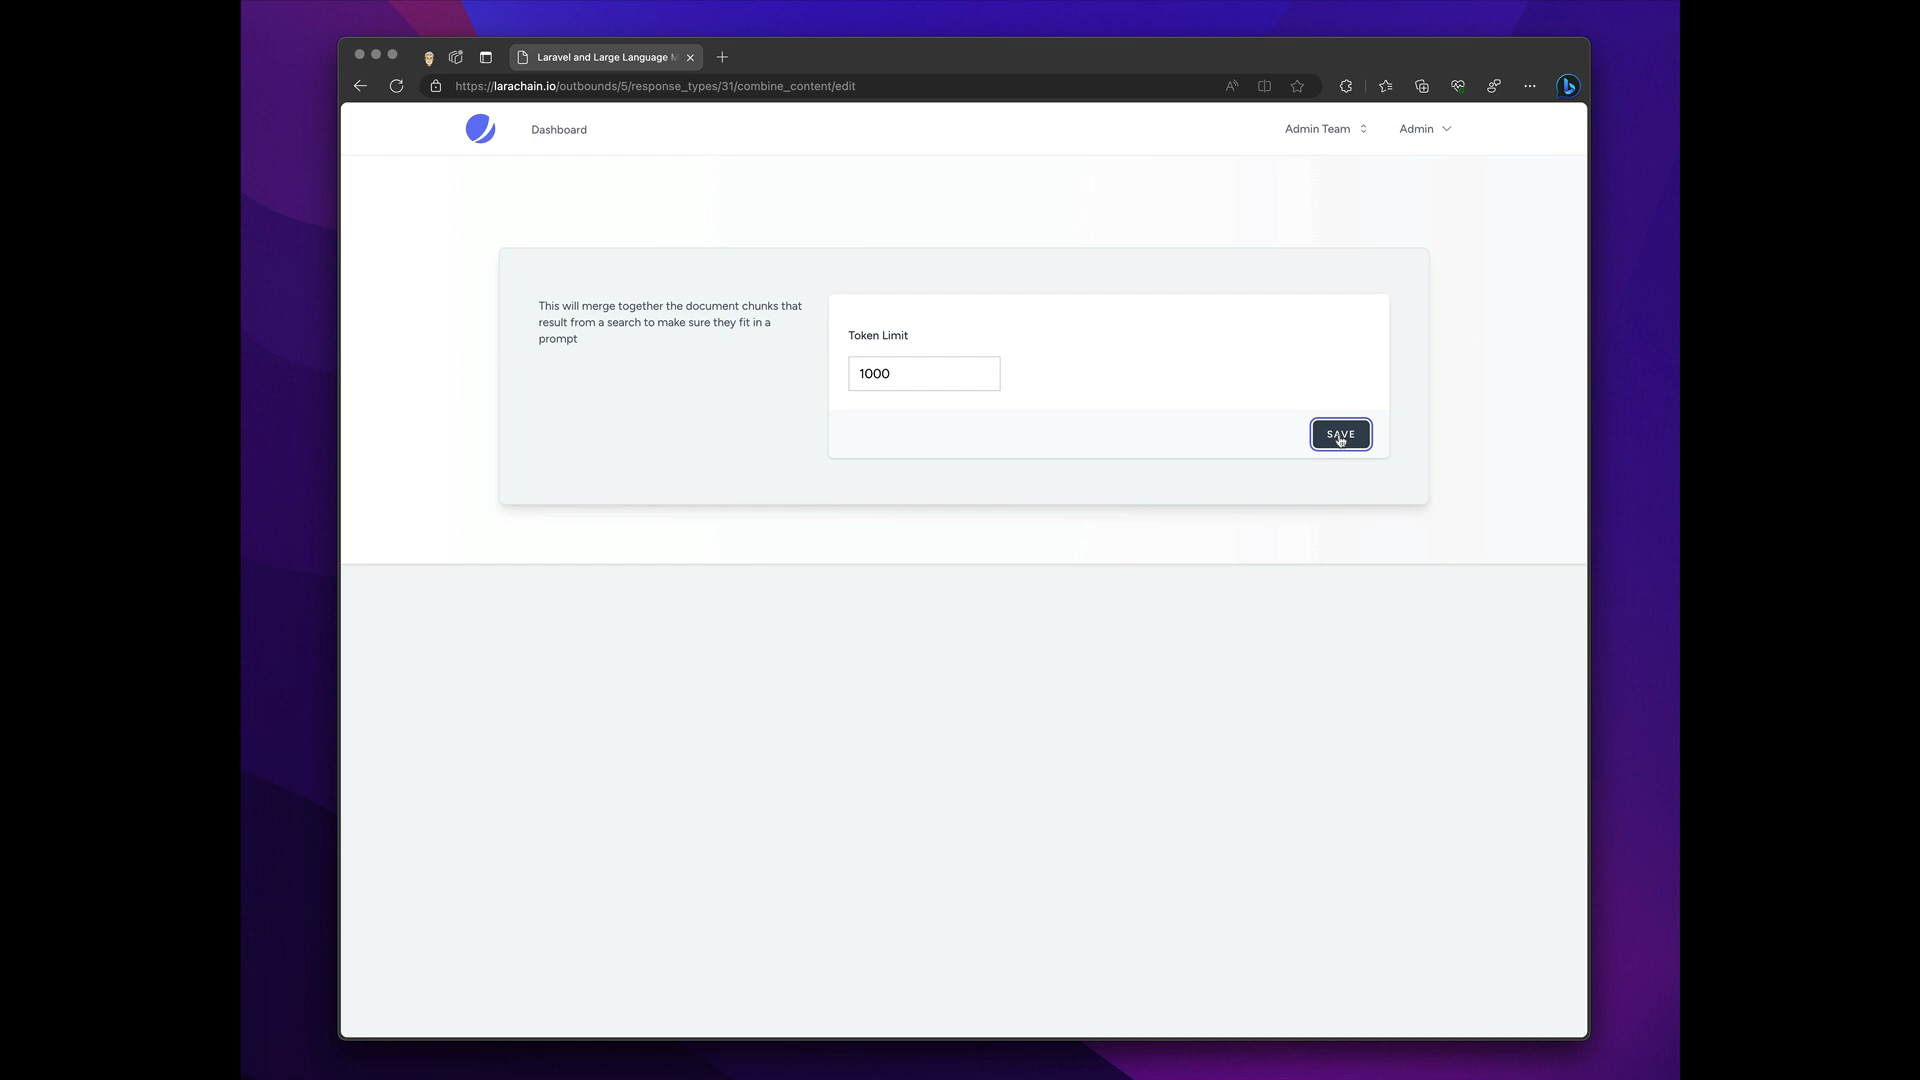 Laravel and Large Language M
https://larachain.io/outbounds/5/response_types/31/combine_content/edit
Dashboard
Admin Team
Admin
This will merge together the document chunks that
result from a search to make sure they fit in a
prompt
Token Limit
1000
SAVE